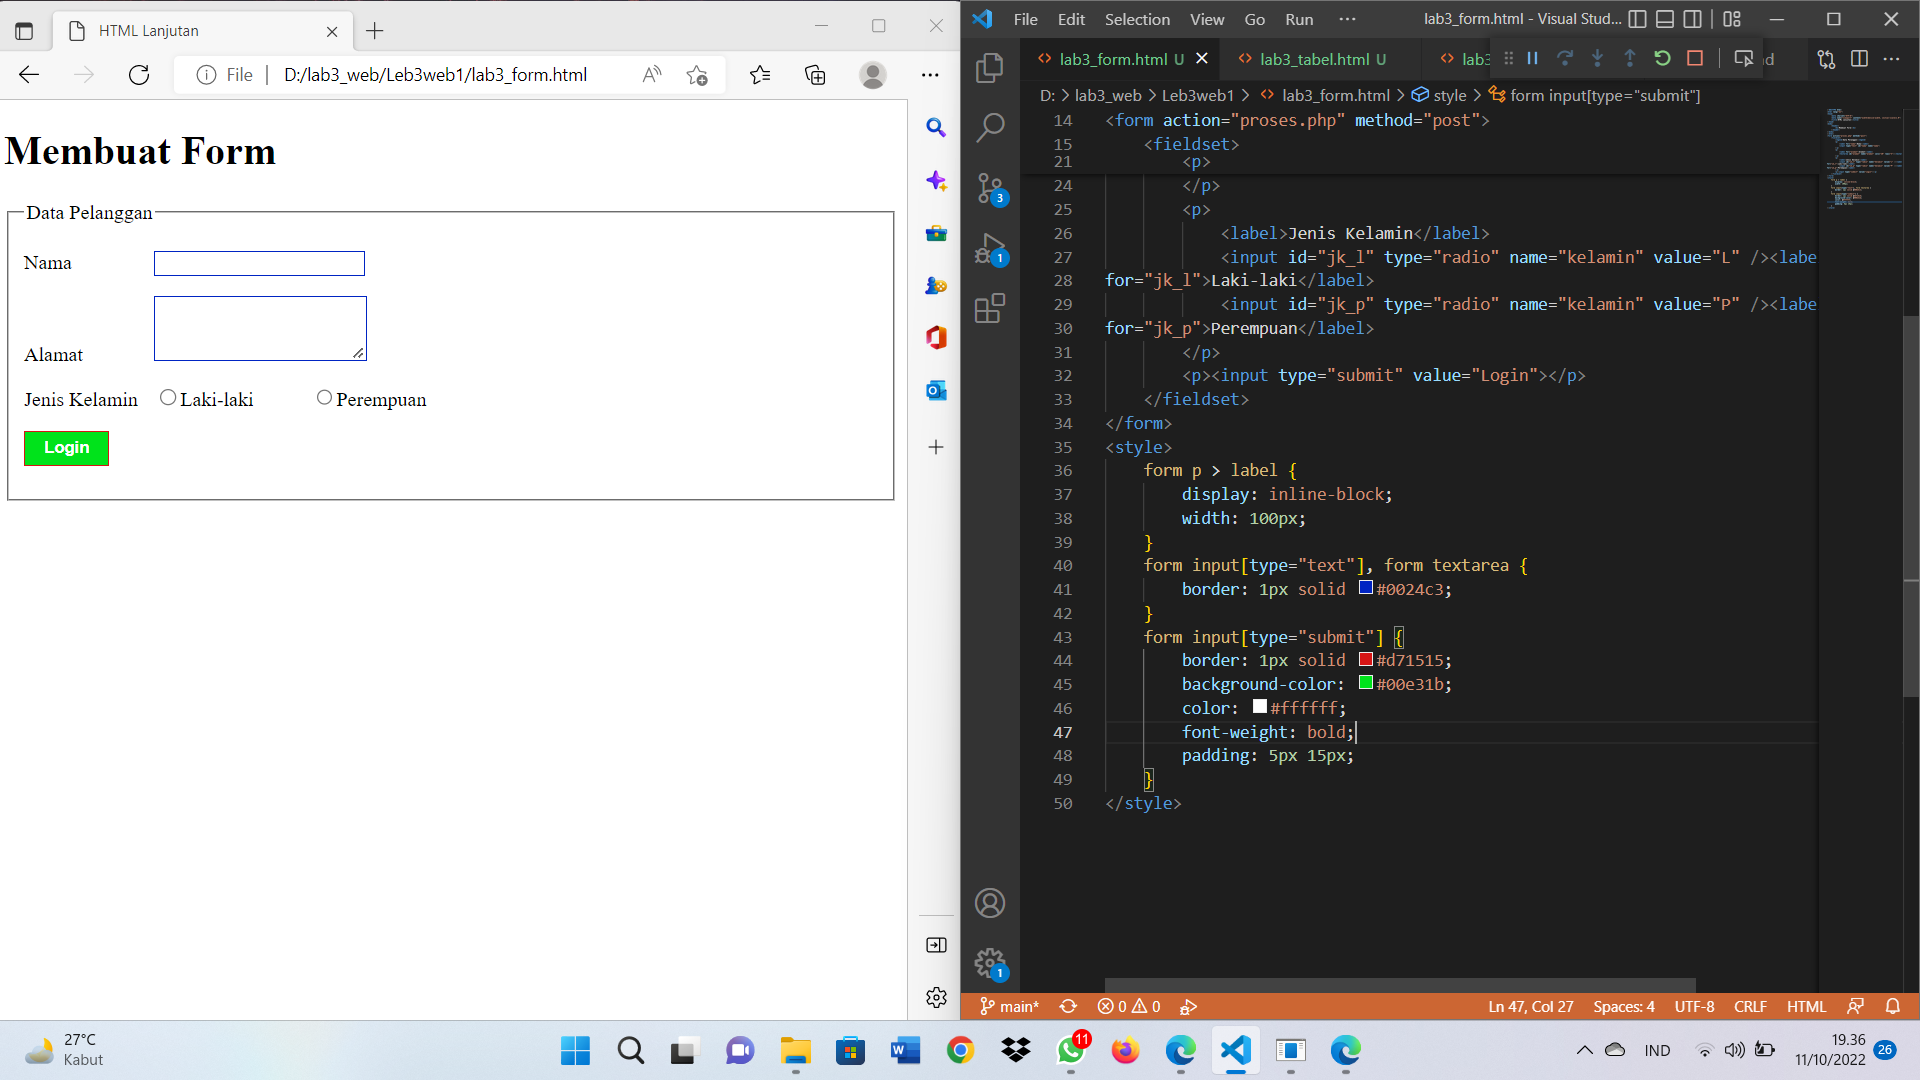 HTML Lanjutan
File
D:/lab3_web/Leb3web1/lab3_form.html
Membuat Form
Data Pelanggan
Nama
Alamat
Jenis Kelamin Laki-laki Perempuan
Login
File Edit Selection View Go Run ··· lab3_form.html - Visual Stud...
lab3_form.html U lab3_tabel.html U lab3
D: > lab3_web > Leb3web1 > lab3_form.html > style > form input[type="submit"]
14 <form action="proses.php" method="post">
15 <fieldset>
21 <p>
24 </p>
25 <p>
26 <label>Jenis Kelamin</label>
27 <input id="jk_l" type="radio" name="kelamin" value="L" /><labe
28 for="jk_l">Laki-laki</label>
29 <input id="jk_p" type="radio" name="kelamin" value="P" /><labe
30 for="jk_p">Perempuan</label>
31 </p>
32 <p><input type="submit" value="Login"></p>
33 </fieldset>
34 </form>
35 <style>
36 form p > label {
37 display: inline-block;
38 width: 100px;
39 }
40 form input[type="text"], form textarea {
41 border: 1px solid #0024c3;
42 }
43 form input[type="submit"] {
44 border: 1px solid #d71515;
45 background-color: #00e31b;
46 color: #ffffff;
47 font-weight: bold;
48 padding: 5px 15px;
49 }
50 </style>
3
1
1
main* 0 0 Ln 47, Col 27 Spaces: 4 UTF-8 CRLF HTML
27°C
Kabut
11
IND
19.36
11/10/2022
26